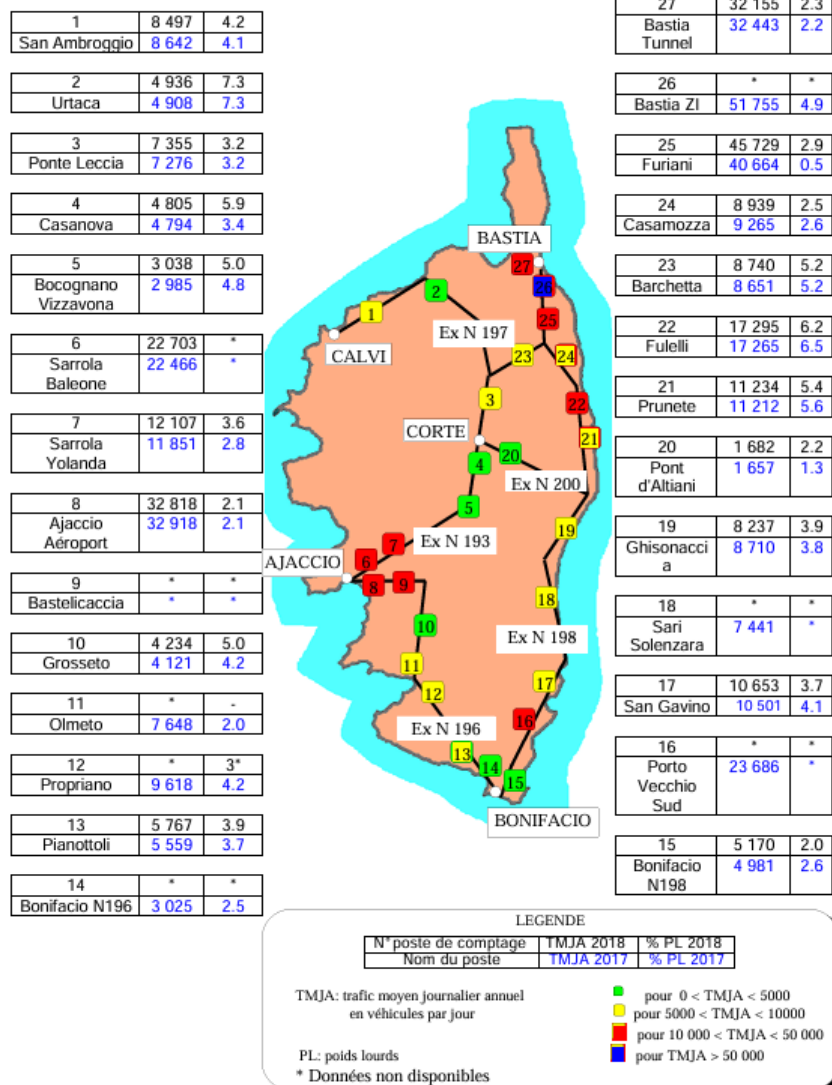 1 8 497 4.2
San Ambroggio 8 642 4.1
2 4 936 7.3
Urtaca 4 908 7.3
3 7 355 3.2
Ponte Leccia 7 276 3.2
4 4 805 5.9
Casanova 4 794 3.4
5 3 038 5.0
Bocognano 2 985 4.8
Vizzavona
6 22 703 *
Sarrola 22 466 *
Baleone
7 12 107 3.6
Sarrola 11 851 2.8
Yolanda
8 32 818 2.1
Ajaccio 32 918 2.1
Aéroport
9 * *
Bastelicaccia * *
10 4 234 5.0
Grosseto 4 121 4.2
11 * -
Olmeto 7 648 2.0
12 * 3*
Propriano 9 618 4.2
13 5 767 3.9
Pianottoli 5 559 3.7
14 * *
Bonifacio N196 3 025 2.5
BASTIA
27
26
2
1
25
Ex N 197
CALVI
23
24
3
22
CORTE
21
20
4
Ex N 200
5
19
7
Ex N 193
6
AJACCIO
8
9
18
10
Ex N 198
11
17
12
16
Ex N 196
13
14
15
BONIFACIO
27 32 155 2.3
Bastia 32 443 2.2
Tunnel
26 * *
Bastia ZI 51 755 4.9
25 45 729 2.9
Furiani 40 664 0.5
24 8 939 2.5
Casamozza 9 265 2.6
23 8 740 5.2
Barchetta 8 651 5.2
22 17 295 6.2
Fulelli 17 265 6.5
21 11 234 5.4
Prunete 11 212 5.6
20 1 682 2.2
Pont 1 657 1.3
d'Altiani
19 8 237 3.9
Ghisonacci 8 710 3.8
a
18 * *
Sari 7 441 *
Solenzara
17 10 653 3.7
San Gavino 10 501 4.1
16 * *
Porto 23 686 *
Vecchio
Sud
15 5 170 2.0
Bonifacio 4 981 2.6
N198
LEGENDE
N°poste de comptage TMJA 2018 % PL 2018
Nom du poste TMJA 2017 % PL 2017
TMJA: trafic moyen journalier annuel
en véhicules par jour
PL: poids lourds
* Données non disponibles
pour 0 < TMJA < 5000
pour 5000 < TMJA < 10000
pour 10 000 < TMJA < 50 000
pour TMJA > 50 000